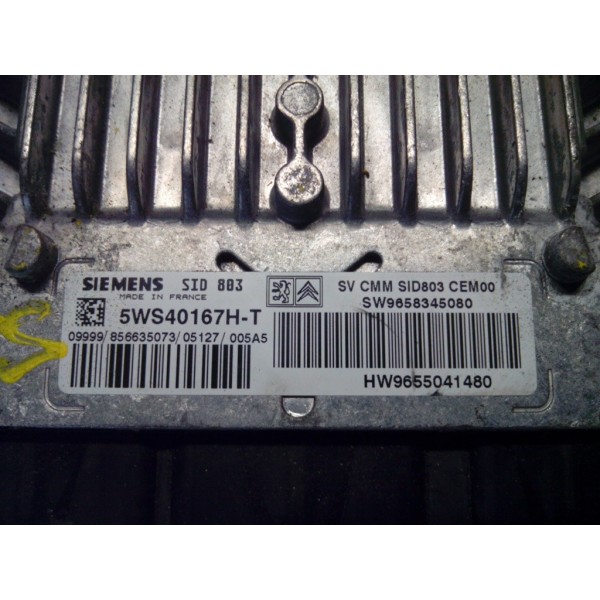 SIEMENS SID 803
MADE IN FRANCE
5WS40167H-T
09999/856635073/05127/005A5
SV CMM SID803 CEM00
SW9658345080
HW9655041480